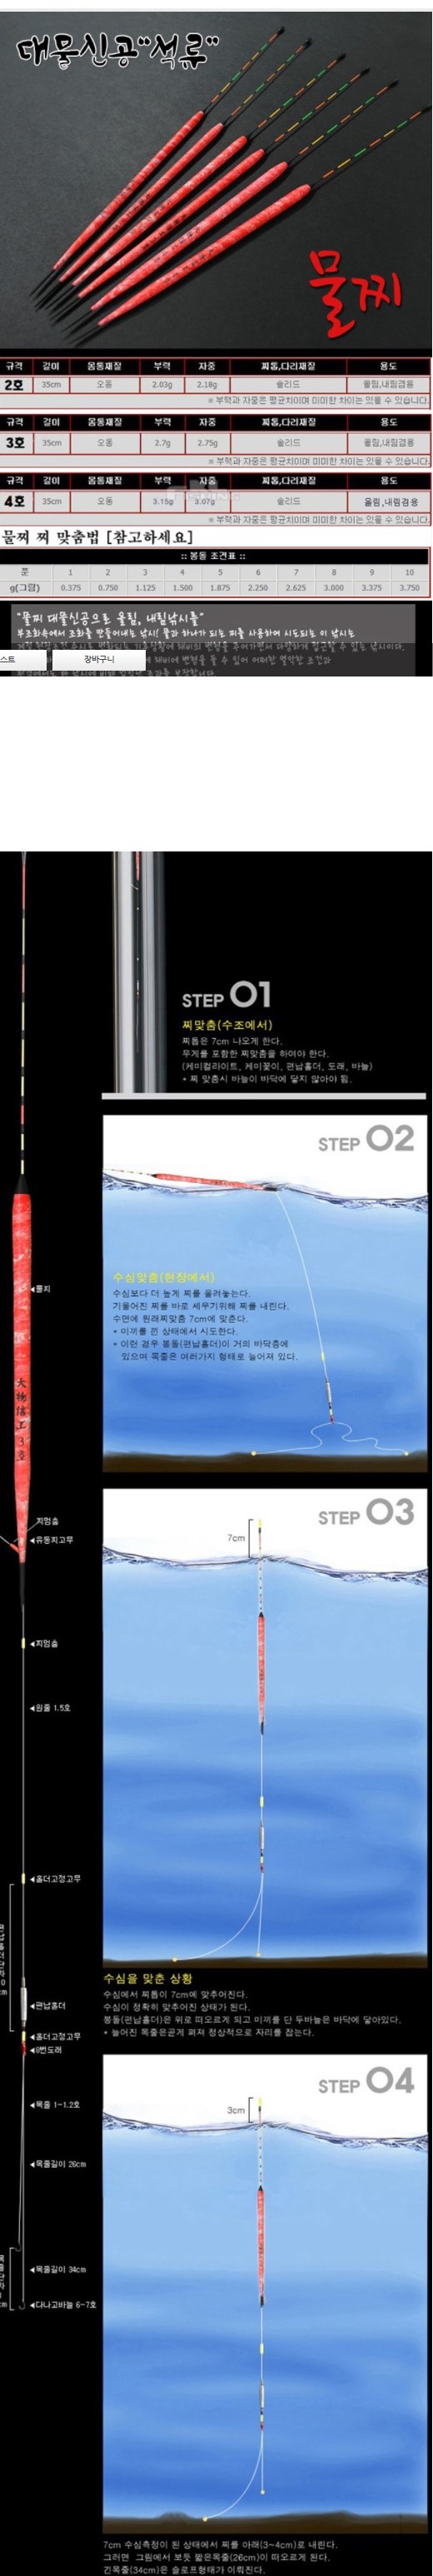 대물신공"석류"
물찌
규격 길이 몸통재질 부력 자중 찌톱,다리재질 용도
2호 35cm 오동 2.03g 2.18g 솔리드 올림,내림겸용
※ 부력과 자중은 평균치이며 미미한 차이는 있을 수 있습니다.
규격 길이 몸통재질 부력 자중 찌톱,다리재질 용도
3호 35cm 오동 2.7g 2.75g 솔리드 올림,내림겸용
※ 부력과 자중은 평균치이며 미미한 차이는 있을 수 있습니다.
규격 길이 몸통재질 부력 자중 찌톱,다리재질 용도
4호 35cm 오동 3.15g 3.07g 솔리드 올림,내림겸용
※ 부력과 자중은 평균치이며 미미한 차이는 있을 수 있습니다.
물찌 찌 맞춤법 [참고하세요]
:: 봉돌 조견표 ::
푼 1 2 3 4 5 6 7 8 9 10
g(그람) 0.375 0.750 1.125 1.500 1.875 2.250 2.625 3.000 3.375 3.750
"물찌 대물신공으로 올림, 내림낚시를"
부조화속에서 조화를 만들어내는 낚시! 물과 하나가 되는 찌를 사용하여 시도되는 이 낚시는
스트 장바구니
STEP 01
찌맞춤(수조에서)
찌톱은 7cm 나오게 한다.
무게를 포함한 찌맞춤을 하여야 한다.
(케미컬라이트, 케미꽂이, 편납홀더, 도래, 바늘)
* 찌 맞춤시 바늘이 바닥에 닿지 않아야 됨.
STEP 02
수심맞춤(현장에서)
수심보다 더 높게 찌를 올려놓는다.
기울어진 찌를 바로 세우기위해 찌를 내린다.
수면에 원래찌맞춤 7cm에 맞춘다.
* 미끼를 낀 상태에서 시도한다.
* 이런 경우 봉돌(편납홀더)이 거의 바닥층에
있으며 목줄은 여러가지 형태로 늘어져 있다.
◀물찌
大物信工 3호
찌멈춤
◀유동찌고무
◀찌멈춤
◀원줄 1.5호
◀홀더고정고무
◀편납홀더
◀홀더고정고무
◀8번도래
◀목줄 1~1.2호
◀목줄길이 26cm
◀목줄길이 34cm
◀다나고바늘 6~7호
STEP 03
7cm
수심을 맞춘 상황
수심에서 찌톱이 7cm에 맞추어진다.
수심이 정확히 맞추어진 상태가 된다.
봉돌(편납홀더)은 위로 떠오르게 되고 미끼를 단 두바늘은 바닥에 닿아있다.
* 늘어진 목줄은곧게 펴져 정상적으로 자리를 잡는다.
STEP 04
3cm
7cm 수심측정이 된 상태에서 찌를 아래(3~4cm)로 내린다.
그러면 그림에서 보듯 짧은목줄(26cm)이 떠오르게 된다.
긴목줄(34cm)은 슬로프형태가 이뤄진다.